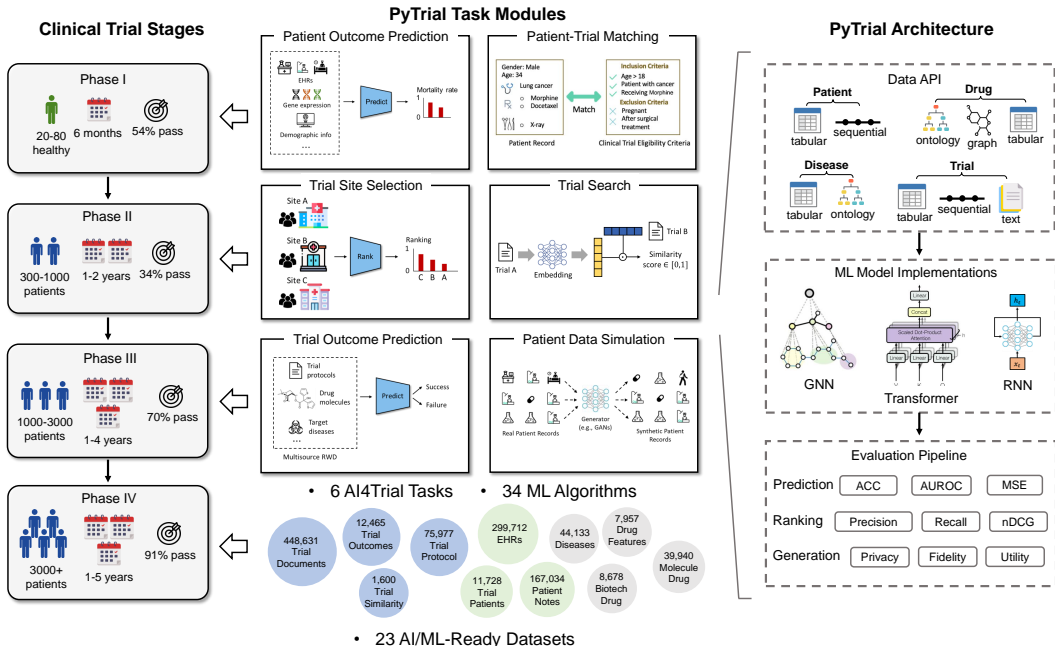 Clinical Trial Stages
Phase I
20-80
healthy
6 months
54% pass
Phase II
300-1000
patients
1-2 years
34% pass
Phase III
1000-3000
patients
1-4 years
70% pass
Phase IV
3000+
patients
1-5 years
91% pass
PyTrial Task Modules
Patient Outcome Prediction
EHRs
Gene expression
Demographic info
...
Predict
Mortality rate
1
0
Patient-Trial Matching
Gender: Male
Age: 34
Lung cancer
Morphine
Docetaxel
X-ray
Patient Record
Match
Inclusion Criteria
Age > 18
Patient with cancer
Receiving Morphine
Exclusion Criteria
Pregnant
After surgical
treatment
Clinical Trial Eligibility Criteria
Trial Site Selection
Site A
Site B
Site C
Rank
Ranking
1
0
C B A
Trial Search
Trial A
Embedding
Trial B
Similarity
score ∈ [0,1]
Trial Outcome Prediction
Trial
protocols
Drug
molecules
Target
diseases
Multisource RWD
Predict
Success
Failure
Patient Data Simulation
Real Patient Records
Generator
(e.g., GANs)
Synthetic Patient
Records
• 6 AI4Trial Tasks
• 34 ML Algorithms
448,631
Trial
Documents
12,465
Trial
Outcomes
75,977
Trial
Protocol
1,600
Trial
Similarity
299,712
EHRs
11,728
Trial
Patients
167,034
Patient
Notes
44,133
Diseases
7,957
Drug
Features
8,678
Biotech
Drug
39,940
Molecule
Drug
• 23 AI/ML-Ready Datasets
PyTrial Architecture
Data API
Patient
tabular
sequential
Drug
ontology
graph
tabular
Disease
tabular
ontology
Trial
tabular
sequential
text
ML Model Implementations
GNN
Linear
Concat
Scaled Dot-Product
Attention
h
Linear
Linear
Linear
V
K
Q
Transformer
h_t
x_t
RNN
Evaluation Pipeline
Prediction
ACC
AUROC
MSE
Ranking
Precision
Recall
nDCG
Generation
Privacy
Fidelity
Utility